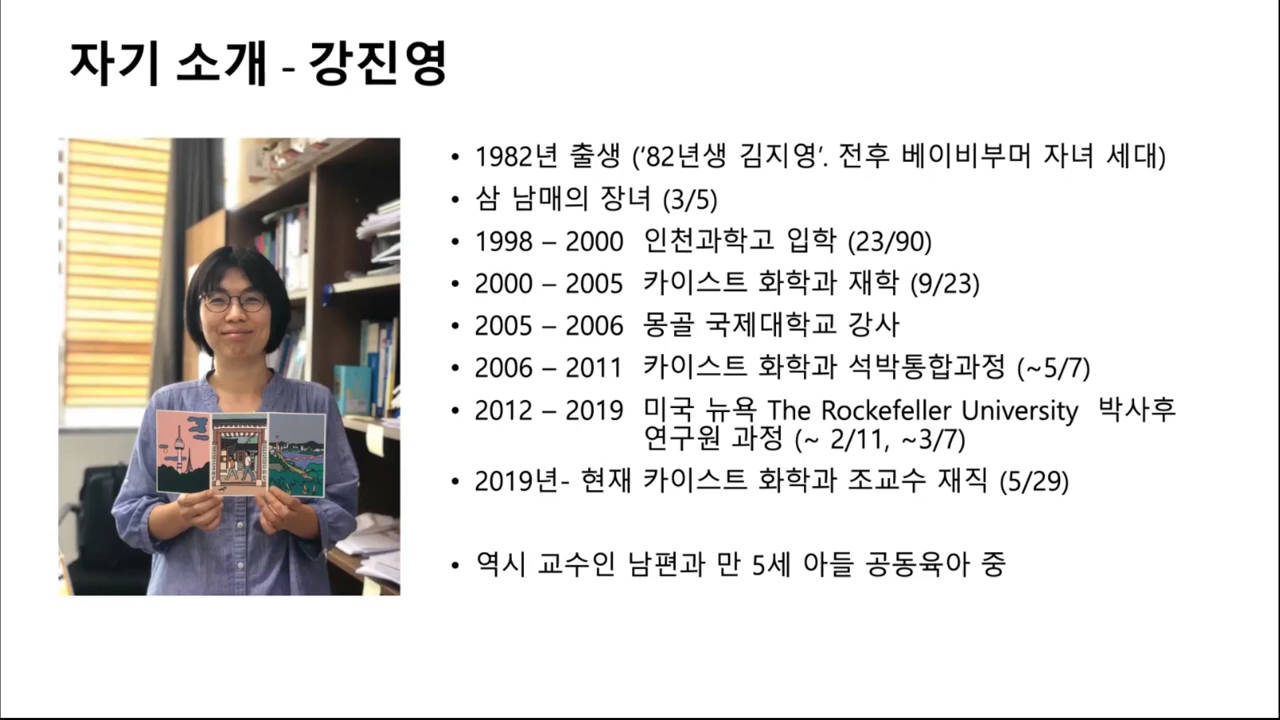 자기 소개 - 강진영
• 1982년 출생 (’82년생 김지영’. 전후 베이비부머 자녀 세대)
• 삼 남매의 장녀 (3/5)
• 1998 – 2000 인천과학고 입학 (23/90)
• 2000 – 2005 카이스트 화학과 재학 (9/23)
• 2005 – 2006 몽골 국제대학교 강사
• 2006 – 2011 카이스트 화학과 석박통합과정 (~5/7)
• 2012 – 2019 미국 뉴욕 The Rockefeller University 박사후
연구원 과정 (~ 2/11, ~3/7)
• 2019년- 현재 카이스트 화학과 조교수 재직 (5/29)
• 역시 교수인 남편과 만 5세 아들 공동육아 중